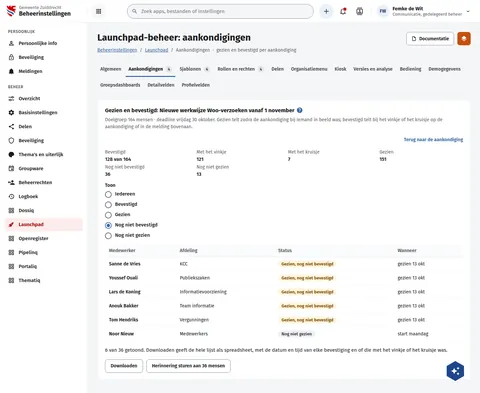 Gemeente Zuiddrecht
Beheerinstellingen
Zoek apps, bestanden of instellingen
FW
Femke de Wit
Communicatie, gedelegeerd beheer
PERSOONLIJK
Persoonlijke info
Beveiliging
Meldingen
BEHEER
Overzicht
Basisinstellingen
Delen
Beveiliging
Thema's en uiterlijk
Groupware
Beheerrechten
Logboek
Dossiq
Launchpad
Openregister
Pipelinq
Portaliq
Thematiq
Launchpad-beheer: aankondigingen
Documentatie
Beheerinstellingen / Launchpad / Aankondigingen - gezien en bevestigd per aankondiging
Algemeen
Aankondigingen
Sjablonen
Rollen en rechten
Delen
Organisatiemenu
Kiosk
Versies en analyse
Bediening
Demogegevens
Groepsdashboards
Detailvelden
Profielvelden
Gezien en bevestigd: Nieuwe werkwijze Woo-verzoeken vanaf 1 november ?
Doelgroep 164 mensen - deadline vrijdag 30 oktober. Gezien telt zodra de aankondiging bij iemand in beeld was; bevestigd telt bij het vinkje of het kruisje op de
aankondiging of in de melding bovenaan.
Terug naar de aankondiging
Bevestigd
128 van 164
Met het vinkje
121
Met het kruisje
7
Gezien
151
Nog niet bevestigd
36
Nog niet gezien
13
Toon
Iedereen
Bevestigd
Gezien
Nog niet bevestigd
Nog niet gezien
Medewerker Afdeling Status Wanneer
Sanne de Vries KCC Gezien, nog niet bevestigd gezien 13 okt
Youssef Ouali Publiekszaken Gezien, nog niet bevestigd gezien 13 okt
Lars de Koning Informatievoorziening Gezien, nog niet bevestigd gezien 13 okt
Anouk Bakker Team Informatie Gezien, nog niet bevestigd gezien 13 okt
Tom Hendriks Vergunningen Gezien, nog niet bevestigd gezien 13 okt
Noor Nieuw Medewerkers Nog niet gezien start maandag
6 van 36 getoond. Downloaden geeft de hele lijst als spreadsheet, met de datum en tijd van elke bevestiging en of die met het vinkje of het kruisje was.
Downloaden
Herinnering sturen aan 36 mensen